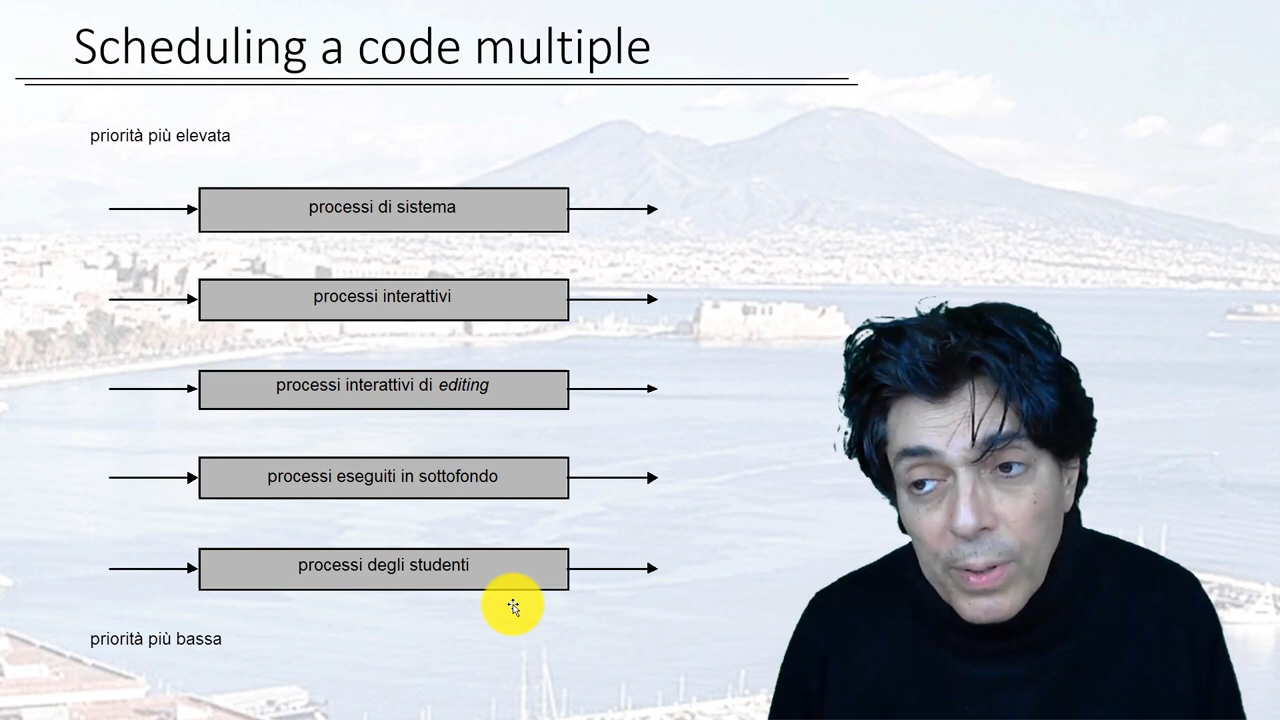 Scheduling a code multiple
priorità più elevata
processi di sistema
processi interattivi
processi interattivi di editing
processi eseguiti in sottofondo
processi degli studenti
priorità più bassa